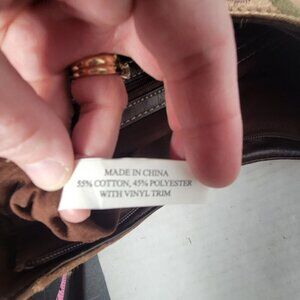 MADE IN CHINA
55% COTTON, 45% POLYESTER
WITH VINYL TRIM